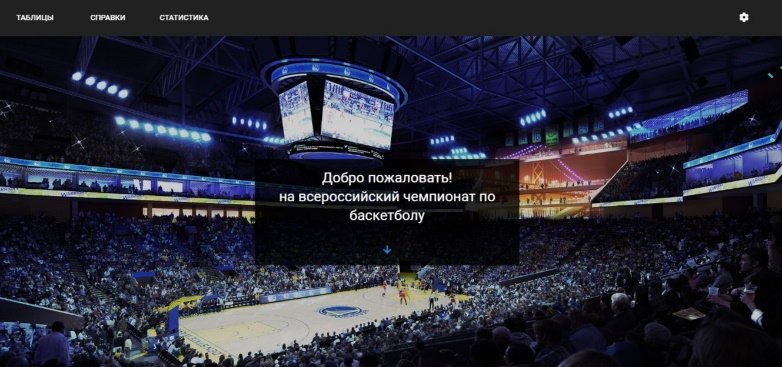 ТАБЛИЦЫ СПРАВКИ СТАТИСТИКА
Добро пожаловать!
на всероссийский чемпионат по
баскетболу